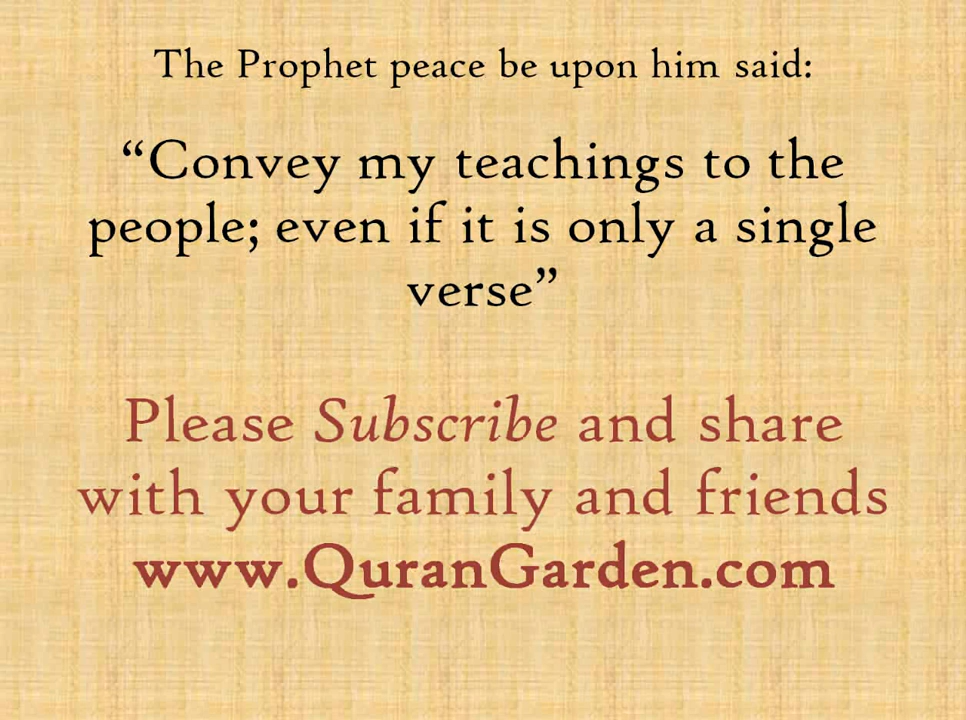 The Prophet peace be upon him said:
“Convey my teachings to the
people; even if it is only a single
verse”
Please Subscribe and share
with your family and friends
www.QuranGarden.com